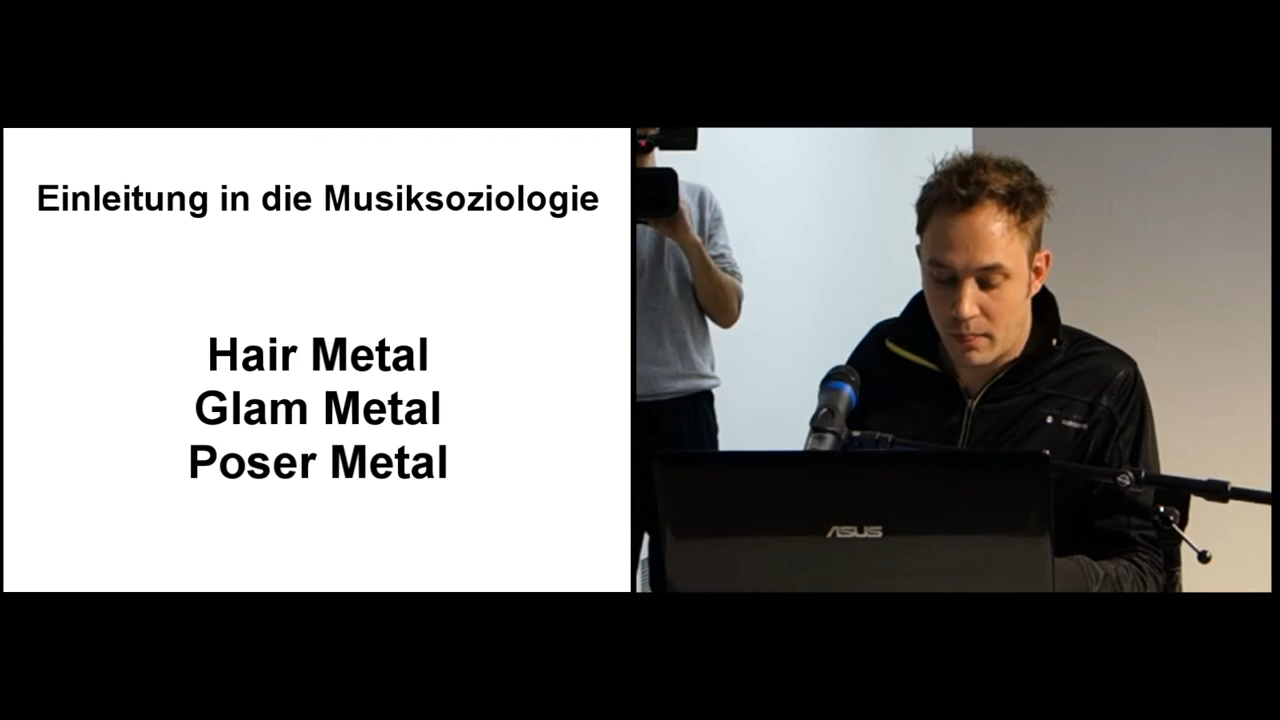 Einleitung in die Musiksoziologie
Hair Metal
Glam Metal
Poser Metal
ASUS